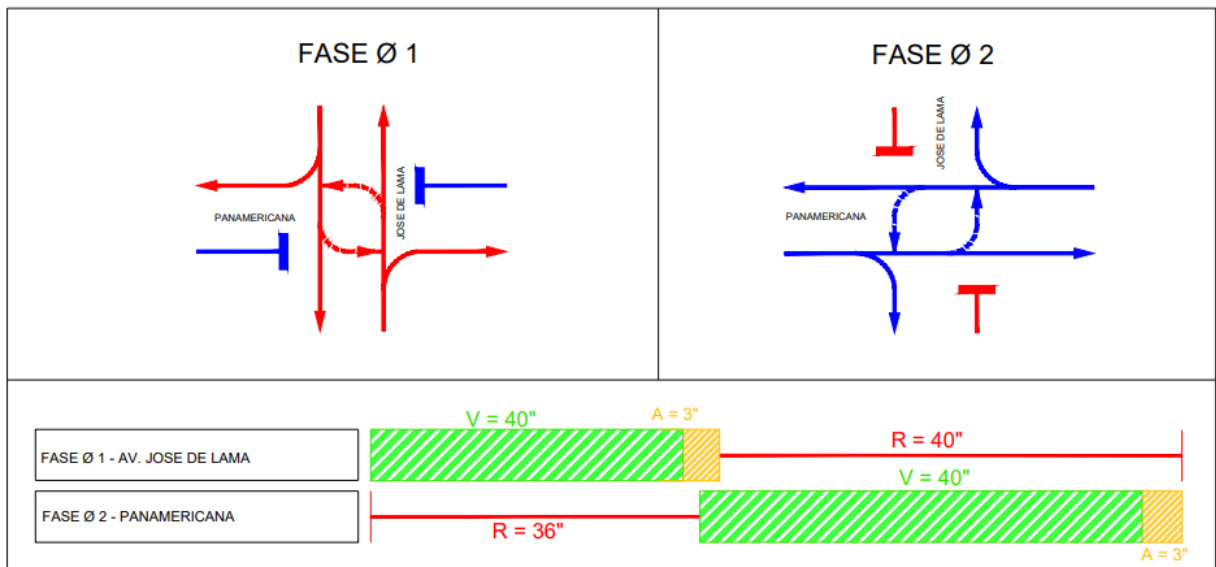 FASE Ø 1
FASE Ø 2
JOSE DE LAMA
PANAMERICANA
JOSE DE LAMA
PANAMERICANA
V = 40"
A = 3"
FASE Ø 1 - AV. JOSE DE LAMA
R = 40"
V = 40"
FASE Ø 2 - PANAMERICANA
R = 36"
A = 3"